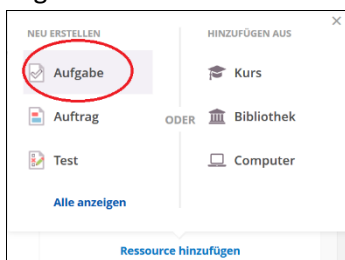 NEU ERSTELLEN
Aufgabe
Auftrag
Test
Alle anzeigen
ODER
HINZUFÜGEN AUS
Kurs
Bibliothek
Computer
Ressource hinzufügen